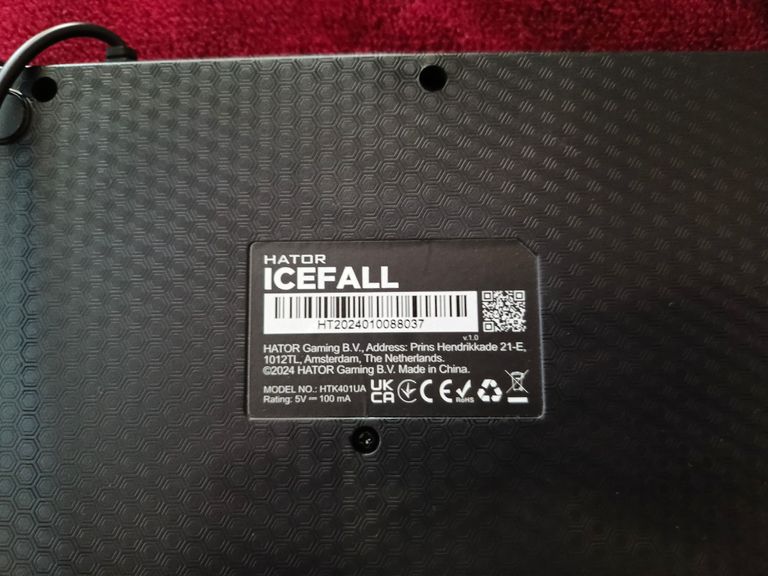 HATOR
ICEFALL
HT2024010088037
v.1.0
HATOR Gaming B.V., Address: Prins Hendrikkade 21-E,
1012TL, Amsterdam, The Netherlands.
©2024 HATOR Gaming B.V. Made in China.
MODEL NO.: HTK401UA
Rating: 5V⎓100 mA
UK
CA
CE
RoHS